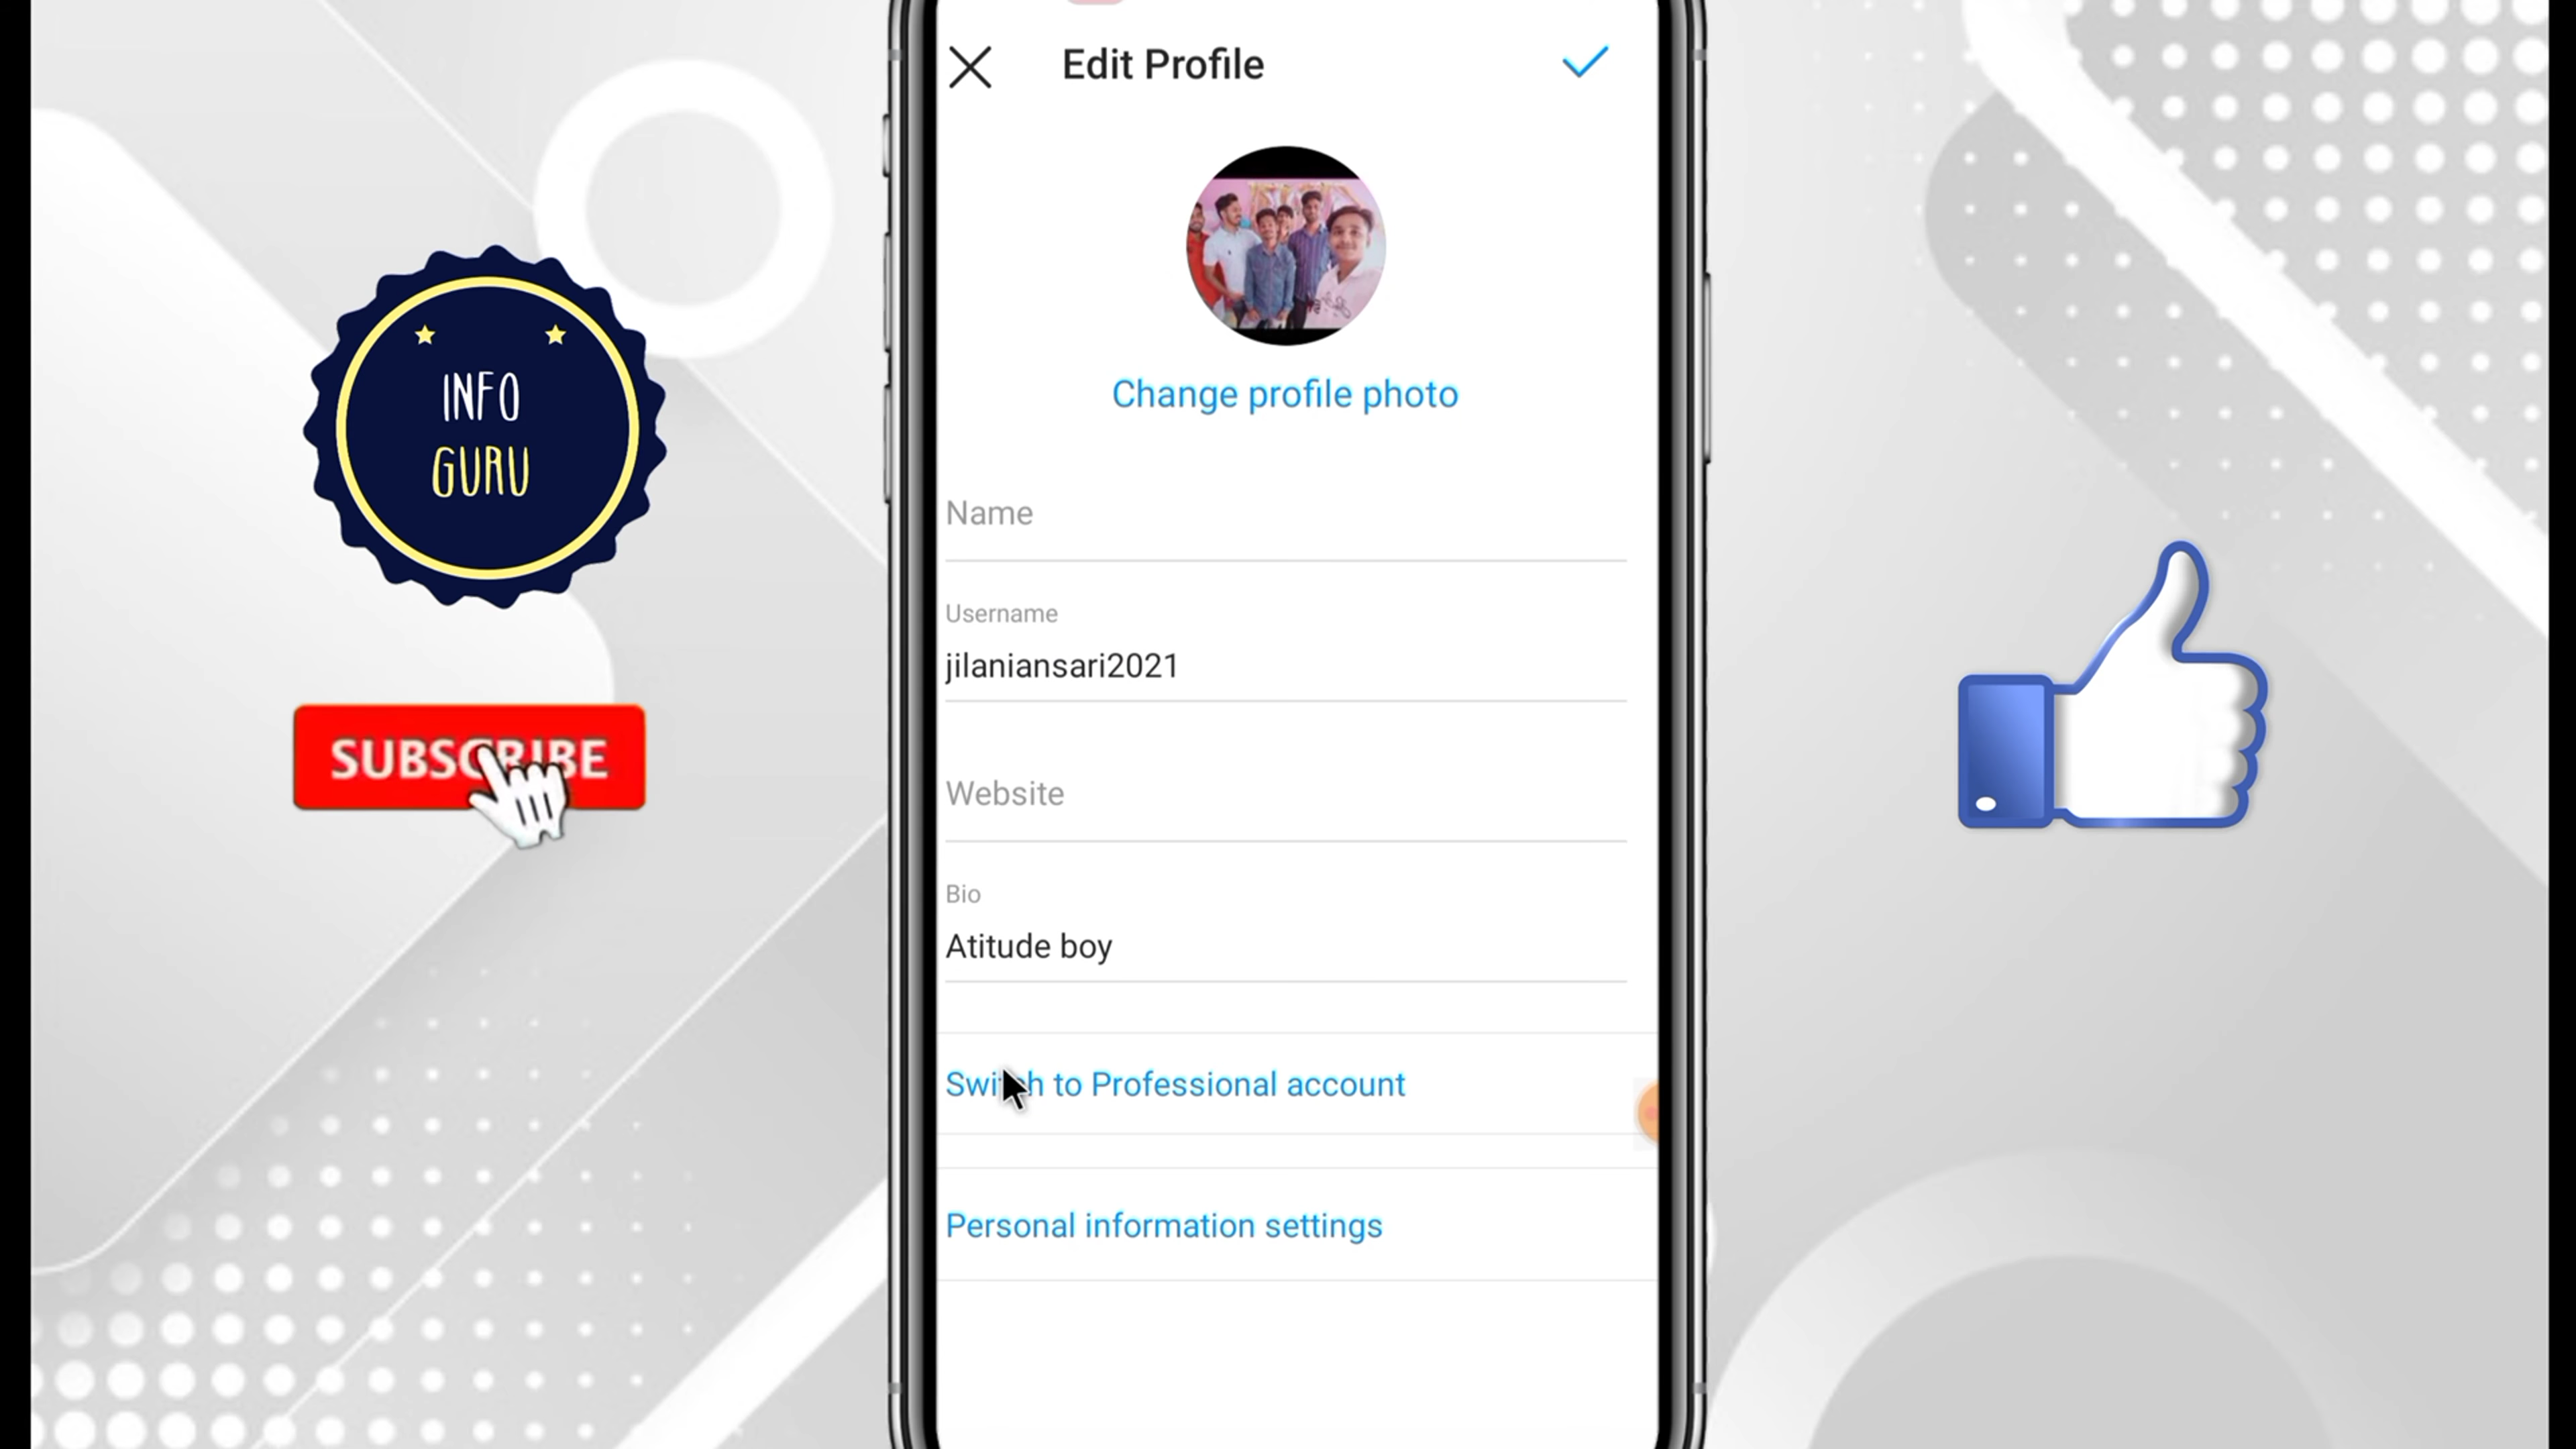 Edit Profile
Change profile photo
Name
Username
jilaniansari2021
Website
Bio
Atitude boy
Switch to Professional account
Personal information settings
INFO
GURU
SUBSCRIBE